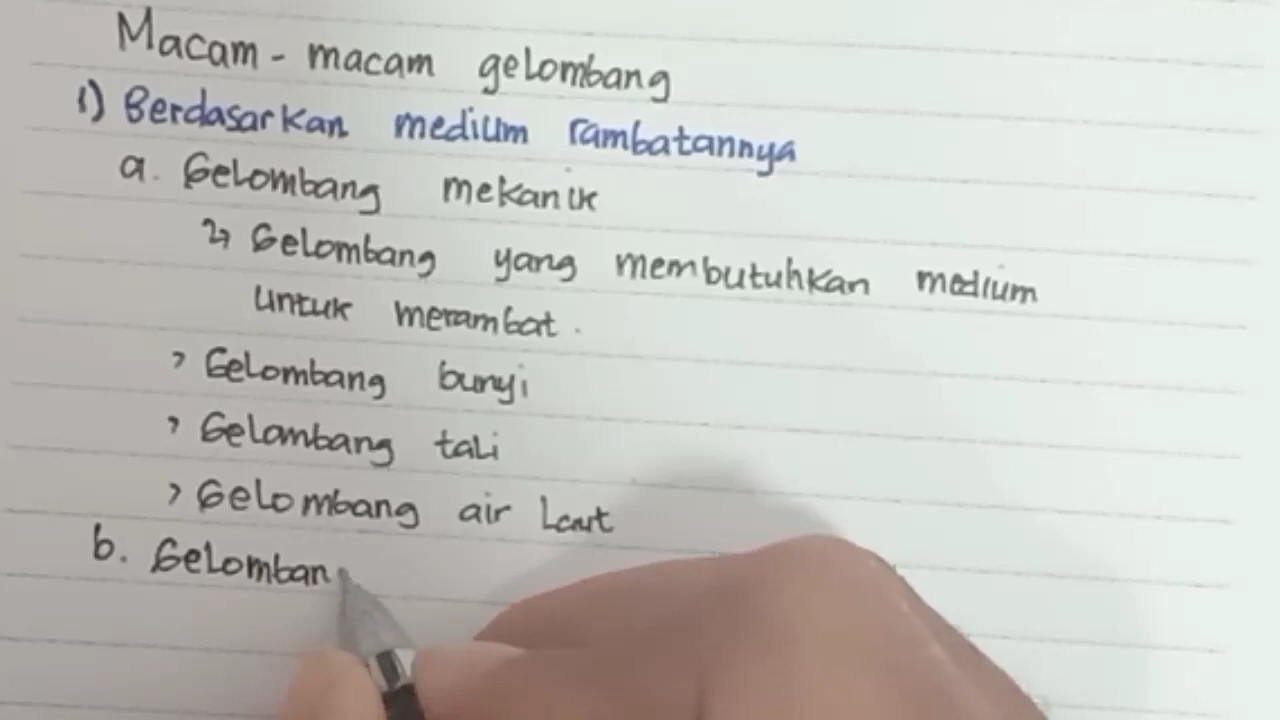 Macam - macam gelombang
1) Berdasarkan medium rambatannya
a. Gelombang mekanik
↳ Gelombang yang membutuhkan medium
untuk merambat.
> Gelombang bunyi
> Gelombang tali
> Gelombang air laut
b. Gelomban